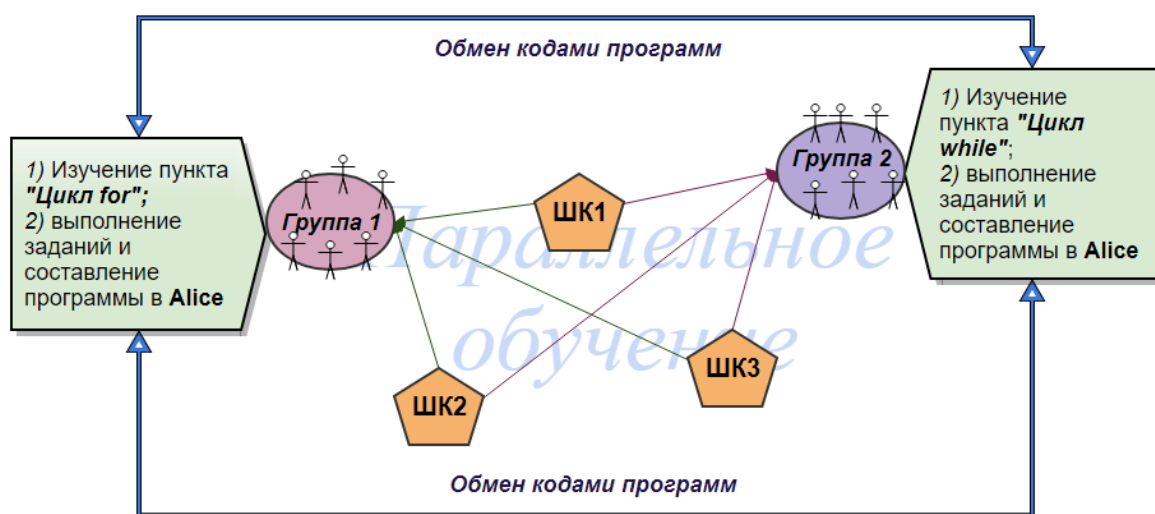 Обмен кодами программ
1) Изучение пункта
"Цикл for";
2) выполнение
заданий и
составление
программы в Alice
Группа 1
ШК1
Группа 2
1) Изучение
пункта "Цикл
while";
2) выполнение
заданий и
составление
программы в Alice
Параллельное
обучение
ШК2
ШК3
Обмен кодами программ